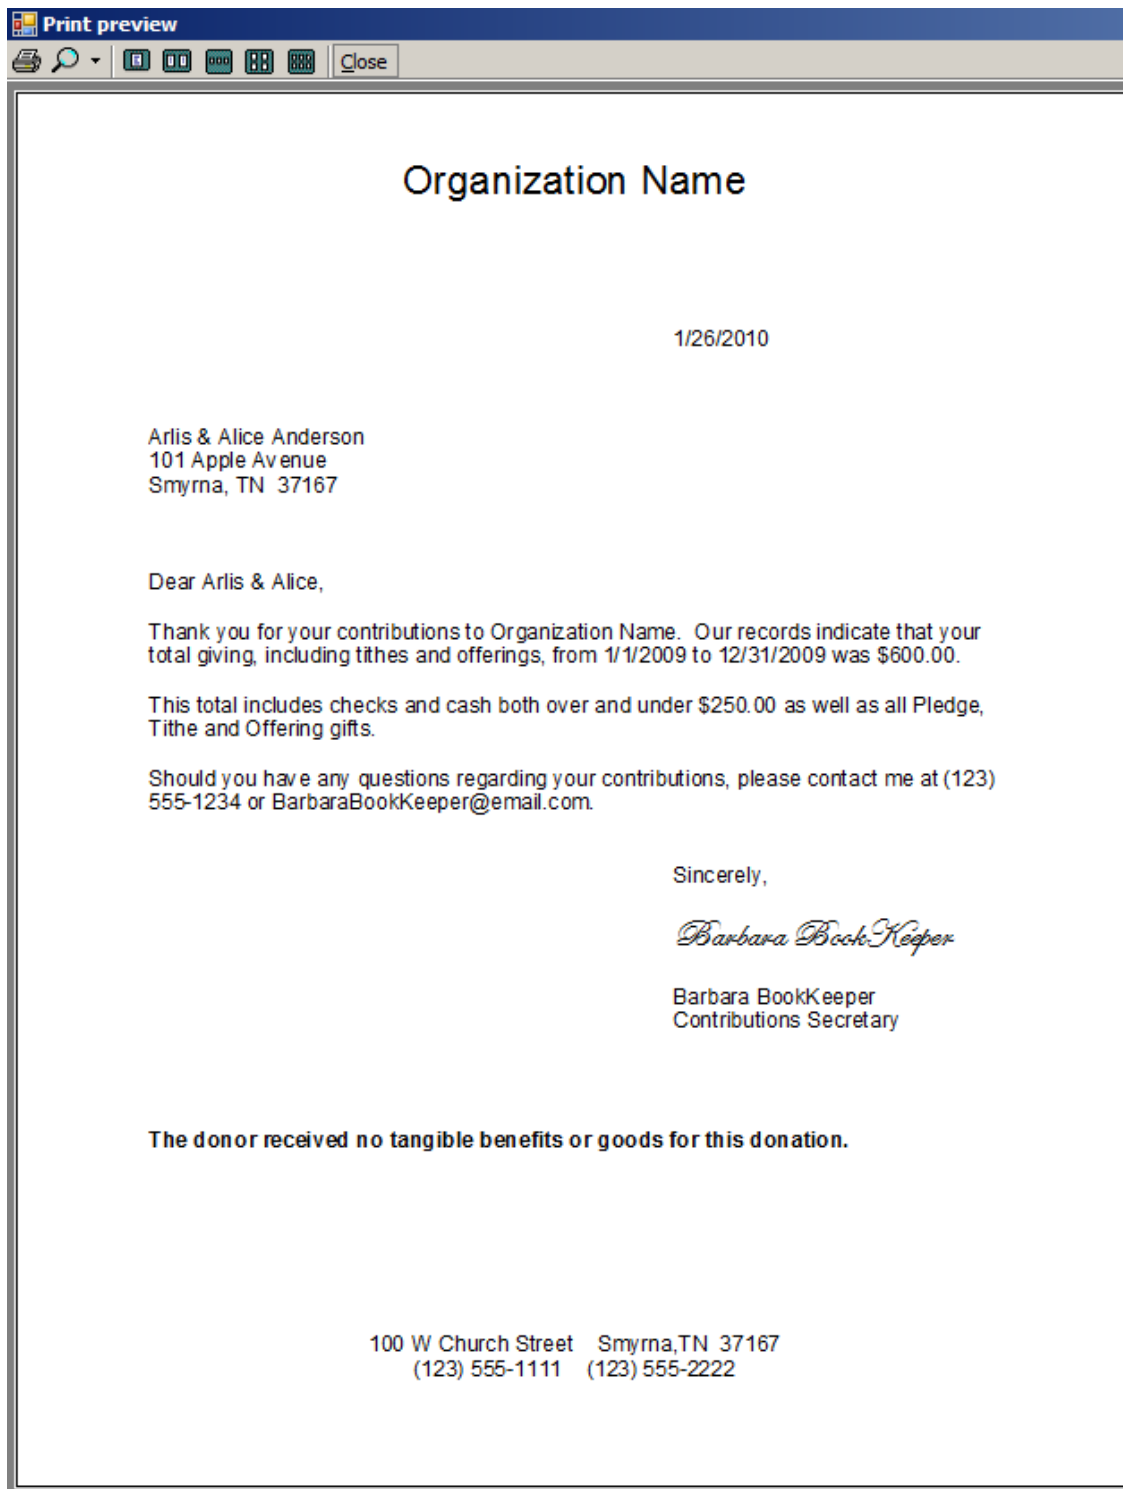 Print preview
Close
Organization Name
1/26/2010
Arlis & Alice Anderson
101 Apple Avenue
Smyrna, TN  37167
Dear Arlis & Alice,
Thank you for your contributions to Organization Name.  Our records indicate that your
total giving, including tithes and offerings, from 1/1/2009 to 12/31/2009 was $600.00.
This total includes checks and cash both over and under $250.00 as well as all Pledge,
Tithe and Offering gifts.
Should you have any questions regarding your contributions, please contact me at (123)
555-1234 or BarbaraBookKeeper@email.com.
Sincerely,
Barbara BookKeeper
Barbara BookKeeper
Contributions Secretary
The donor received no tangible benefits or goods for this donation.
100 W Church Street    Smyrna,TN  37167
(123) 555-1111    (123) 555-2222